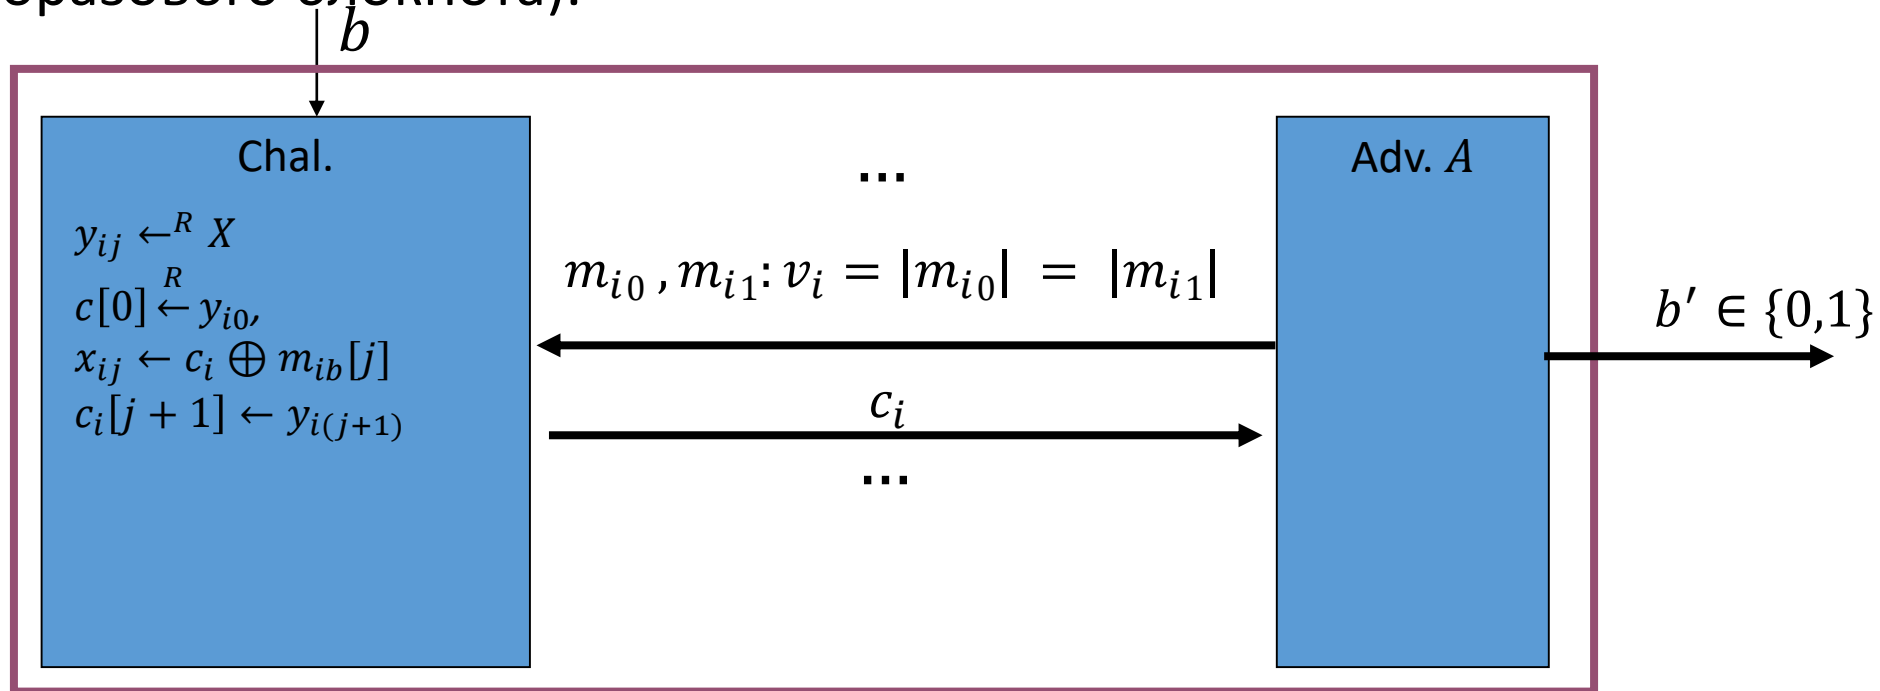 b
Chal.
y_{ij} ←^R X
c[0] ←^R y_{i0},
x_{ij} ← c_i ⊕ m_{ib}[j]
c_i[j + 1] ← y_{i(j+1)}
...
m_{i0} , m_{i1}: v_i = |m_{i0}| = |m_{i1}|
c_i
...
Adv. A
b′ ∈ {0,1}